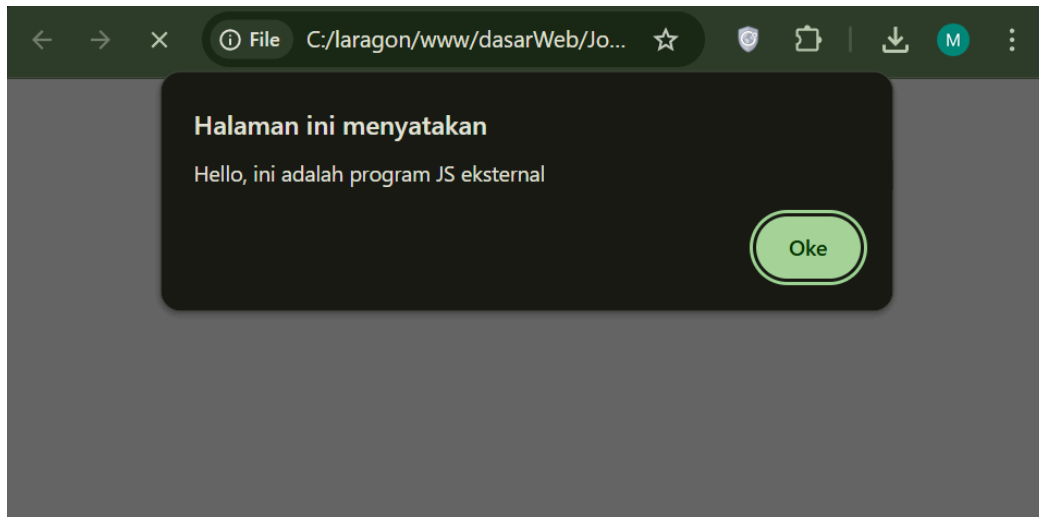 File C:/laragon/www/dasarWeb/Jo... M
Halaman ini menyatakan
Hello, ini adalah program JS eksternal
Oke